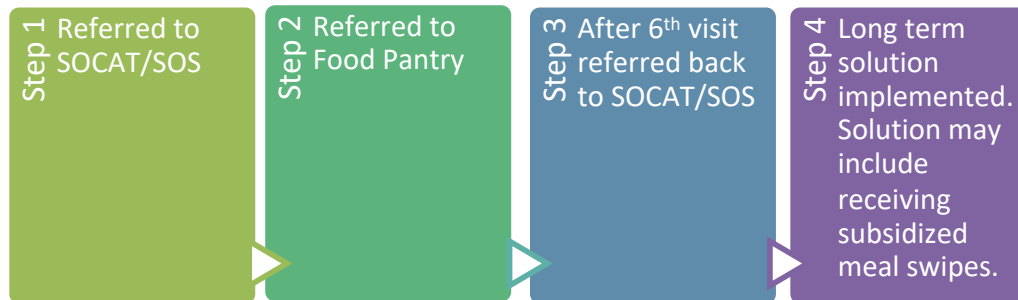 Step 1
Referred to
SOCAT/SOS
Step 2
Referred to
Food Pantry
Step 3
After 6th visit
referred back
to SOCAT/SOS
Step 4
Long term
solution
implemented.
Solution may
include
receiving
subsidized
meal swipes.